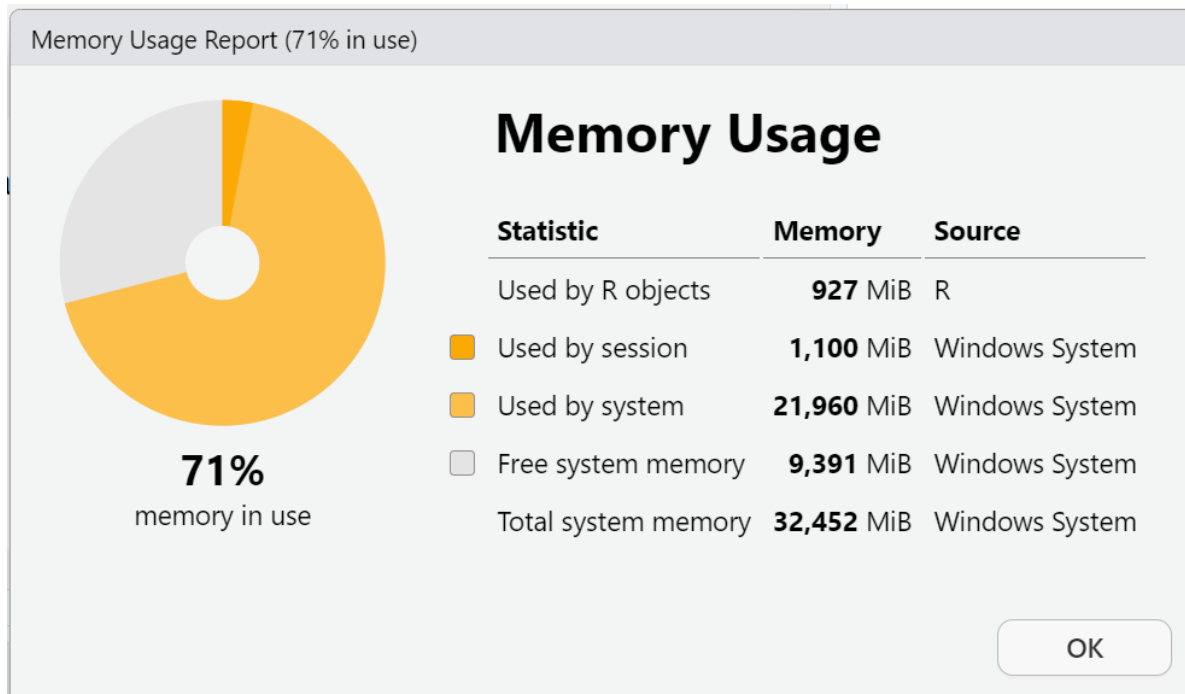 Memory Usage Report (71% in use)
Memory Usage
Statistic Memory Source
Used by R objects 927 MiB R
Used by session 1,100 MiB Windows System
Used by system 21,960 MiB Windows System
Free system memory 9,391 MiB Windows System
Total system memory 32,452 MiB Windows System
71%
memory in use
OK